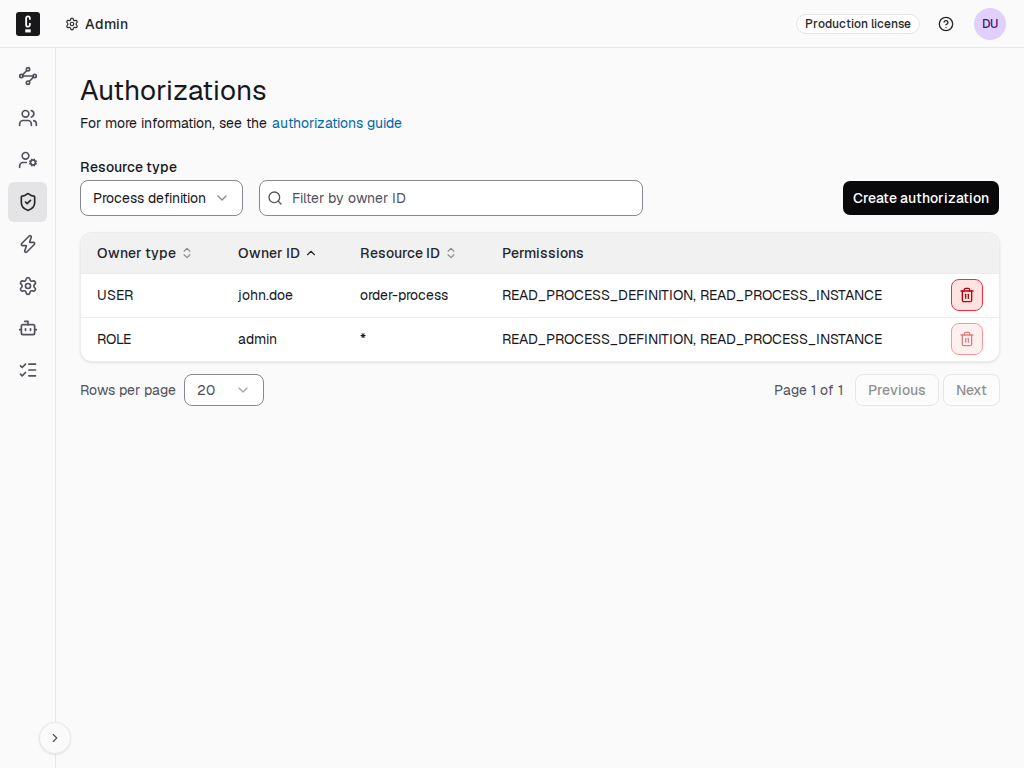 Admin
Production license
DU
Authorizations
For more information, see the authorizations guide
Resource type
Process definition
Filter by owner ID
Create authorization
Owner type Owner ID Resource ID Permissions
USER john.doe order-process READ_PROCESS_DEFINITION, READ_PROCESS_INSTANCE
ROLE admin * READ_PROCESS_DEFINITION, READ_PROCESS_INSTANCE
Rows per page 20 Page 1 of 1 Previous Next